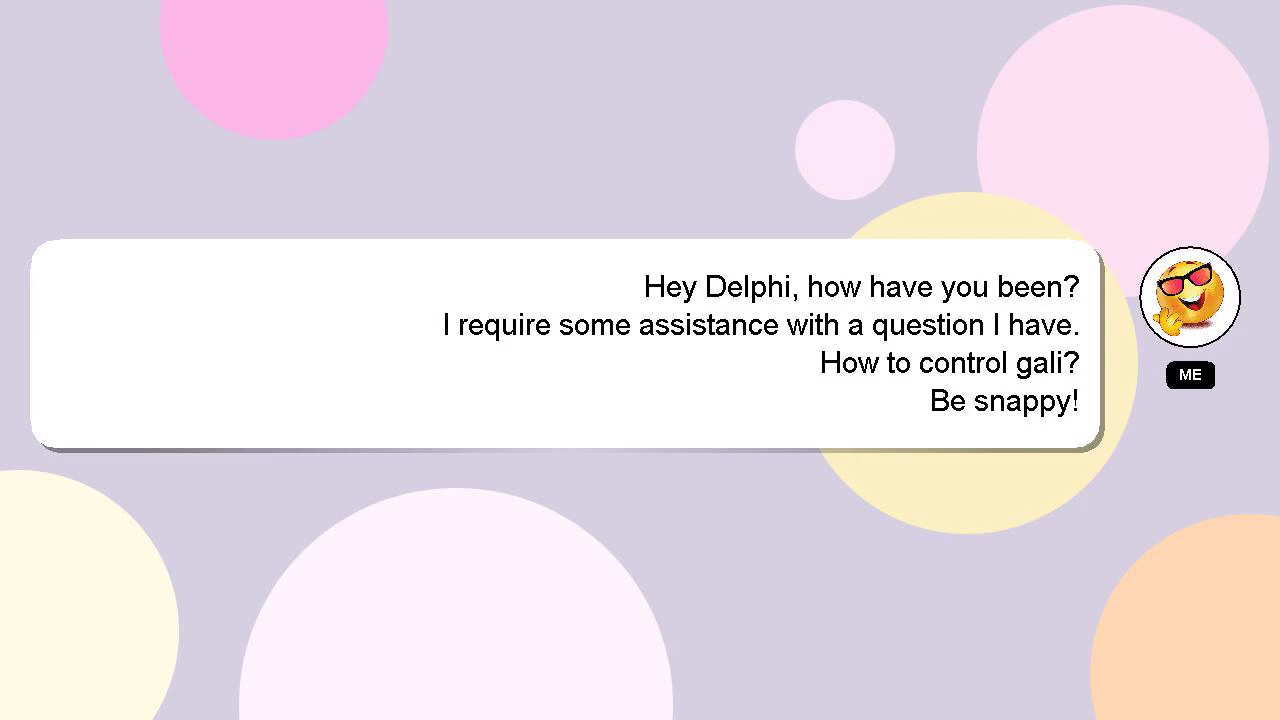 Hey Delphi, how have you been?
I require some assistance with a question I have.
How to control gali?
Be snappy!
ME